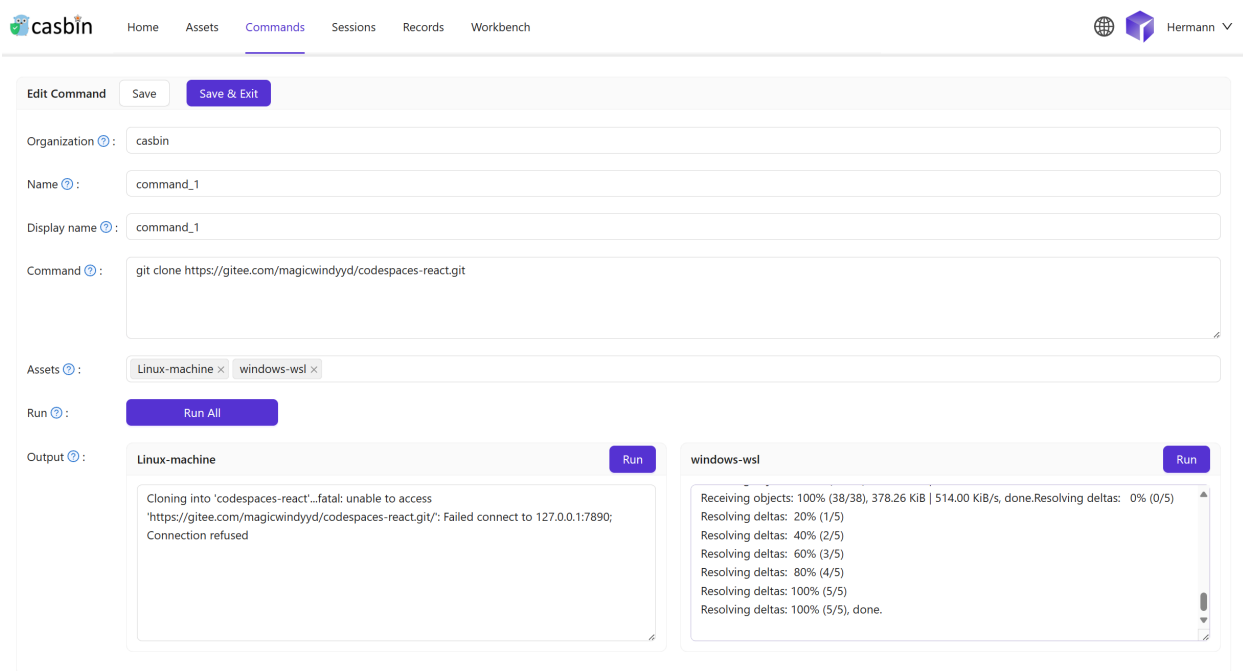 casbin
Home Assets Commands Sessions Records Workbench Hermann
Edit Command Save Save & Exit
Organization ? : casbin
Name ? : command_1
Display name ? : command_1
Command ? : git clone https://gitee.com/magicwindyyd/codespaces-react.git
Assets ? : Linux-machine × windows-wsl ×
Run ? : Run All
Output ? :
Linux-machine Run
Cloning into 'codespaces-react'...fatal: unable to access
'https://gitee.com/magicwindyyd/codespaces-react.git/': Failed connect to 127.0.0.1:7890;
Connection refused
windows-wsl Run
Receiving objects: 100% (38/38), 378.26 KiB | 514.00 KiB/s, done.Resolving deltas: 0% (0/5)
Resolving deltas: 20% (1/5)
Resolving deltas: 40% (2/5)
Resolving deltas: 60% (3/5)
Resolving deltas: 80% (4/5)
Resolving deltas: 100% (5/5)
Resolving deltas: 100% (5/5), done.